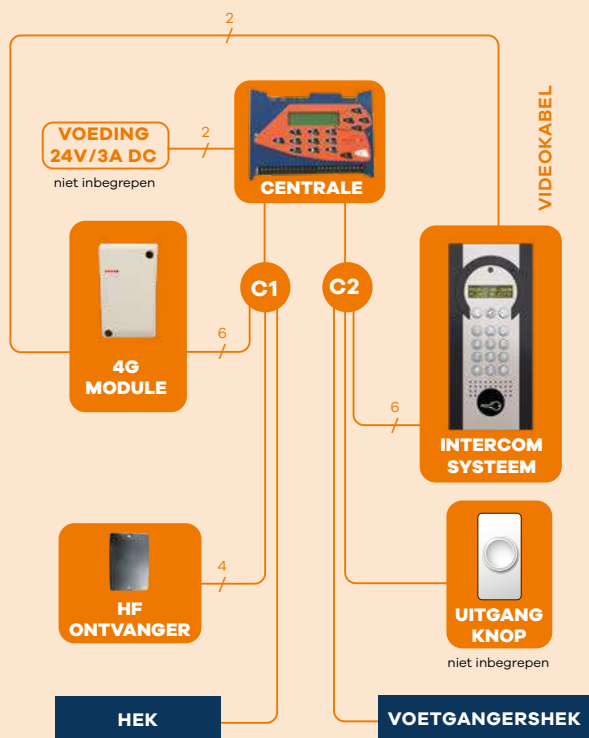 2
VOEDING
24V/3A DC
2
niet inbegrepen
CENTRALE
VIDEOKABEL
C1
C2
6
4G
MODULE
6
INTERCOM
SYSTEEM
4
HF
ONTVANGER
UITGANG
KNOP
niet inbegrepen
HEK
VOETGANGERSHEK